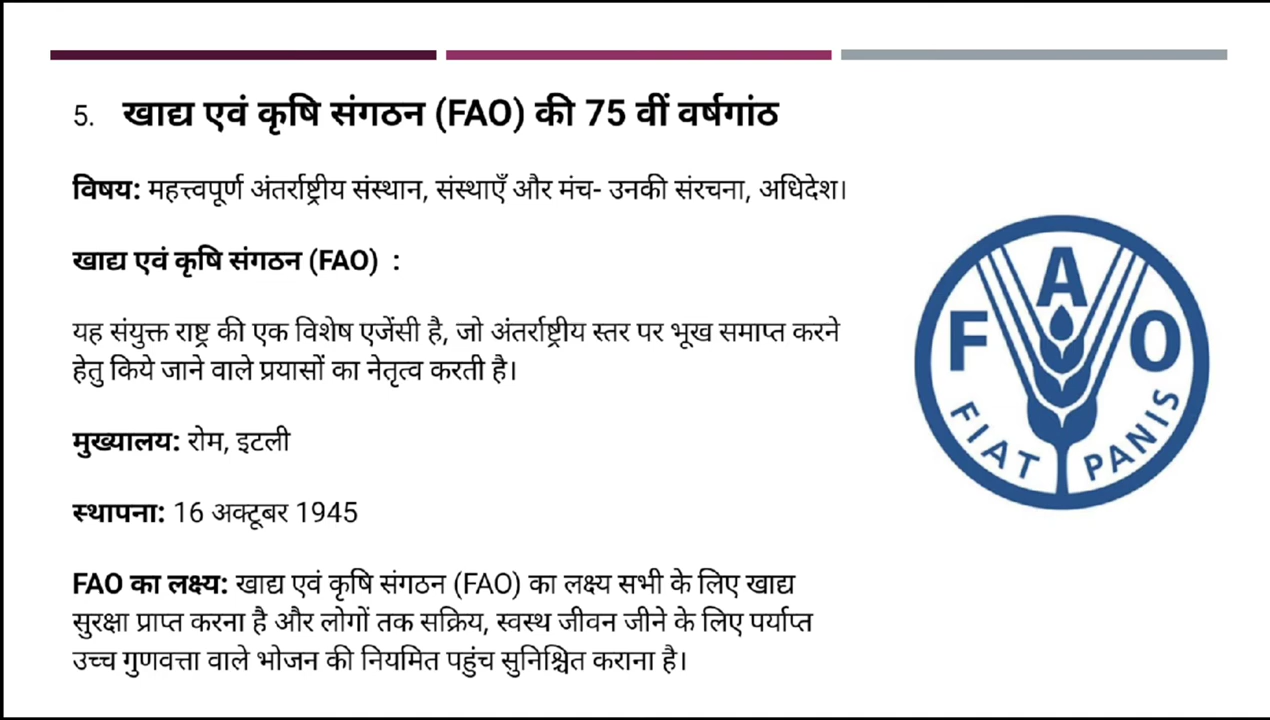 5. खाद्य एवं कृषि संगठन (FAO) की 75 वीं वर्षगांठ
विषय: महत्त्वपूर्ण अंतर्राष्ट्रीय संस्थान, संस्थाएँ और मंच- उनकी संरचना, अधिदेश।
खाद्य एवं कृषि संगठन (FAO) :
यह संयुक्त राष्ट्र की एक विशेष एजेंसी है, जो अंतर्राष्ट्रीय स्तर पर भूख समाप्त करने
हेतु किये जाने वाले प्रयासों का नेतृत्व करती है।
मुख्यालय: रोम, इटली
स्थापना: 16 अक्टूबर 1945
FAO का लक्ष्य: खाद्य एवं कृषि संगठन (FAO) का लक्ष्य सभी के लिए खाद्य
सुरक्षा प्राप्त करना है और लोगों तक सक्रिय, स्वस्थ जीवन जीने के लिए पर्याप्त
उच्च गुणवत्ता वाले भोजन की नियमित पहुंच सुनिश्चित कराना है।
F A O
FIAT PANIS